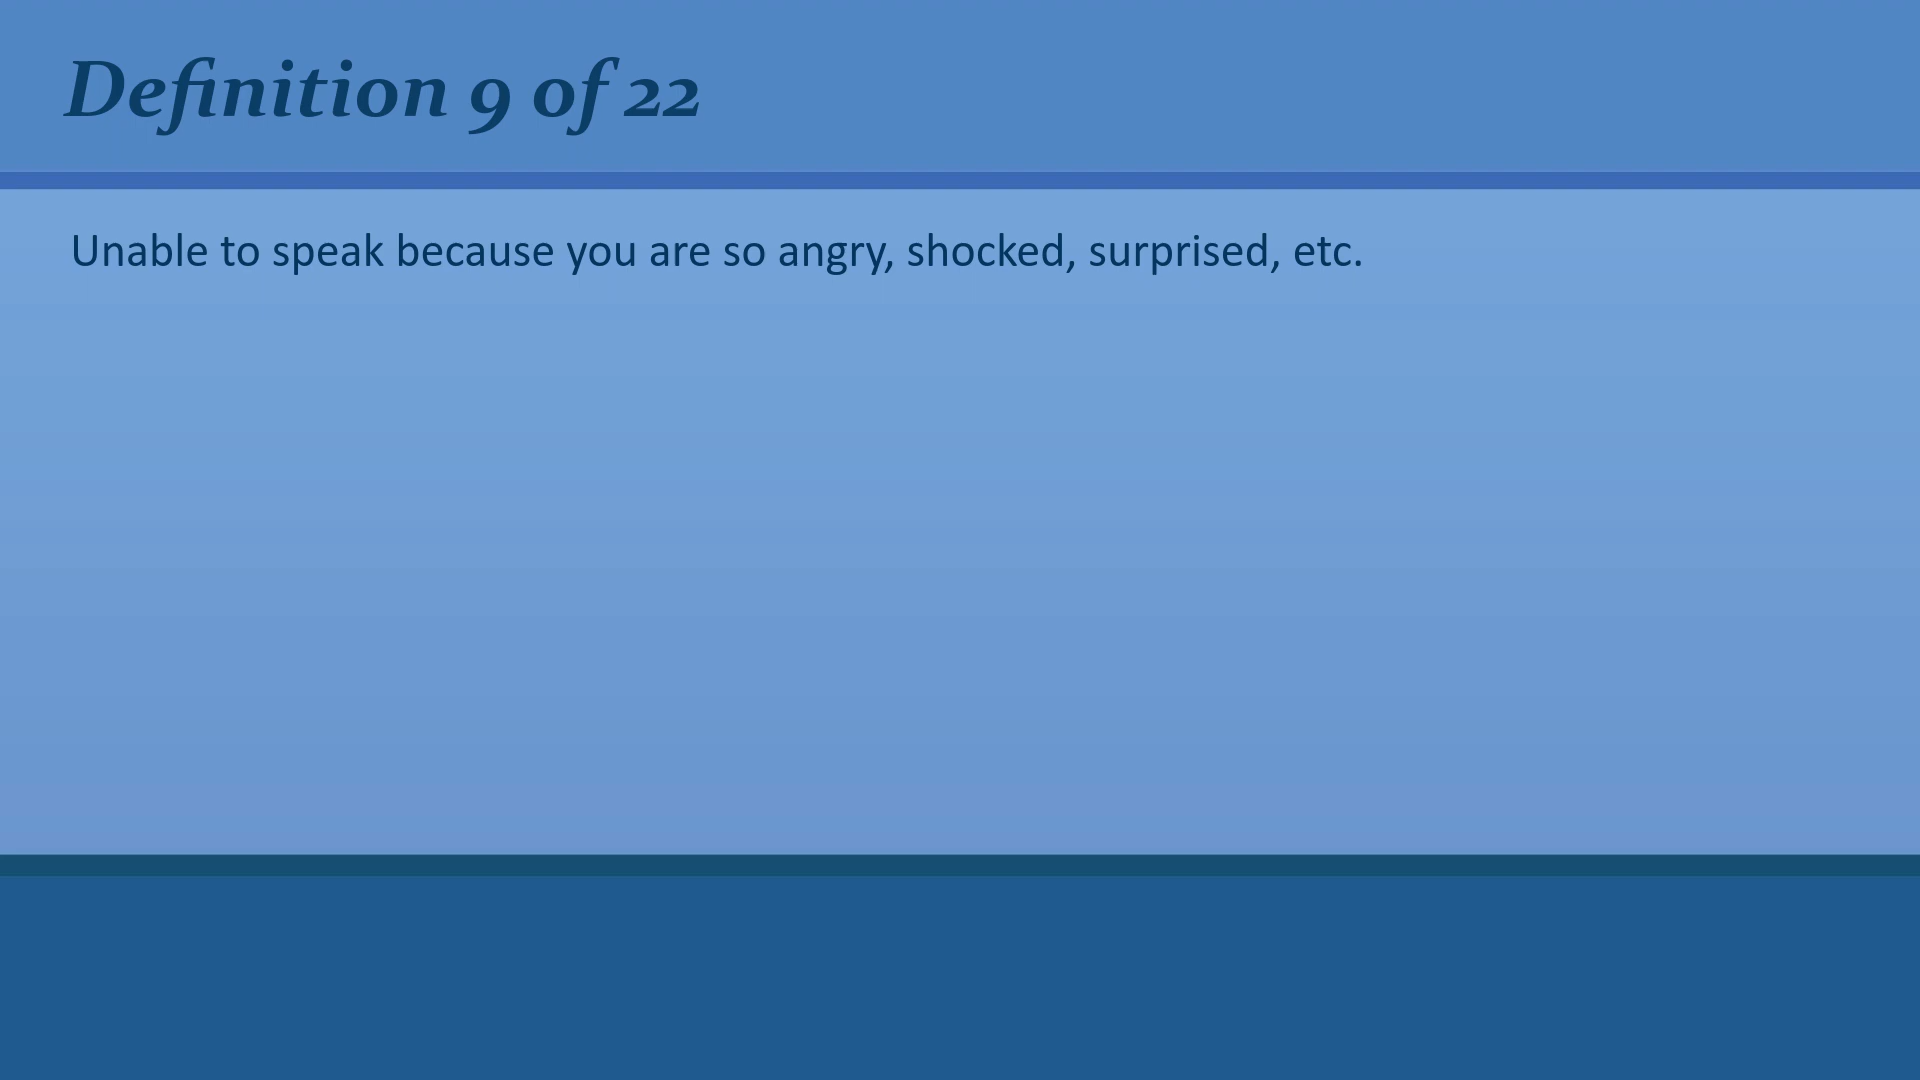 Definition 9 of 22
Unable to speak because you are so angry, shocked, surprised, etc.